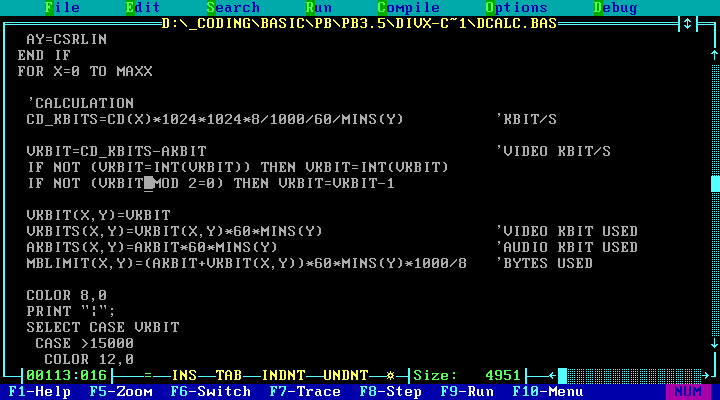 File Edit Search Run Compile Options Debug
D:\_CODING\BASIC\PB\PB3.5\DIVX-C~1\DCALC.BAS
AY=CSRLIN
END IF
FOR X=0 TO MAXX
'CALCULATION
CD_KBITS=CD(X)*1024*1024*8/1000/60/MINS(Y) 'KBIT/S
VKBIT=CD_KBITS-AKBIT 'VIDEO KBIT/S
IF NOT (VKBIT=INT(VKBIT)) THEN VKBIT=INT(VKBIT)
IF NOT (VKBIT MOD 2=0) THEN VKBIT=VKBIT-1
VKBIT(X,Y)=VKBIT
VKBITS(X,Y)=VKBIT(X,Y)*60*MINS(Y) 'VIDEO KBIT USED
AKBITS(X,Y)=AKBIT*60*MINS(Y) 'AUDIO KBIT USED
MBLIMIT(X,Y)=(AKBIT+VKBIT(X,Y))*60*MINS(Y)*1000/8 'BYTES USED
COLOR 8,0
PRINT "¦";
SELECT CASE VKBIT
CASE >15000
COLOR 12,0
00113:016 = INS TAB INDNT UNDNT ☼ Size: 4951
F1-Help F5-Zoom F6-Switch F7-Trace F8-Step F9-Run F10-Menu NUM